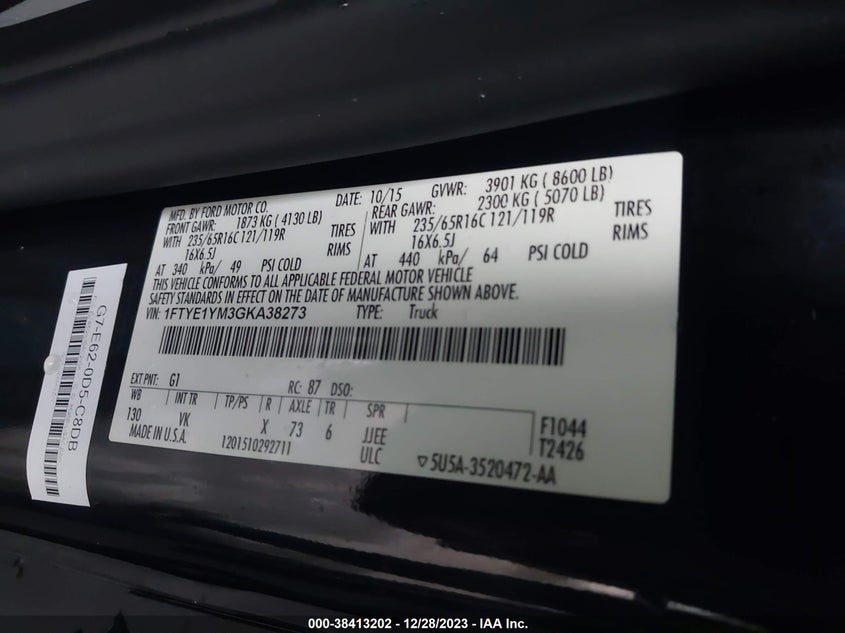 MFD. BY FORD MOTOR CO.
DATE: 10/15 GVWR: 3901 KG ( 8600 LB)
FRONT GAWR: 1873 KG ( 4130 LB) REAR GAWR: 2300 KG ( 5070 LB)
WITH 235/65R16C 121/119R TIRES WITH 235/65R16C 121/119R TIRES
16X6.5J RIMS 16X6.5J RIMS
AT 340 kPa/ 49 PSI COLD AT 440 kPa/ 64 PSI COLD
THIS VEHICLE CONFORMS TO ALL APPLICABLE FEDERAL MOTOR VEHICLE
SAFETY STANDARDS IN EFFECT ON THE DATE OF MANUFACTURE SHOWN ABOVE.
VIN: 1FTYE1YM3GKA38273 TYPE: Truck
EXT PNT: G1 RC: 87 DSO:
WB INT TR TP/PS R AXLE TR SPR
130 VK X 73 6 JJEE F1044
MADE IN U.S.A. 1201510292711 ULC T2426
5U5A-3520472-AA
G7-E62-0D5-C8DB
000-38413202 - 12/28/2023 - IAA Inc.